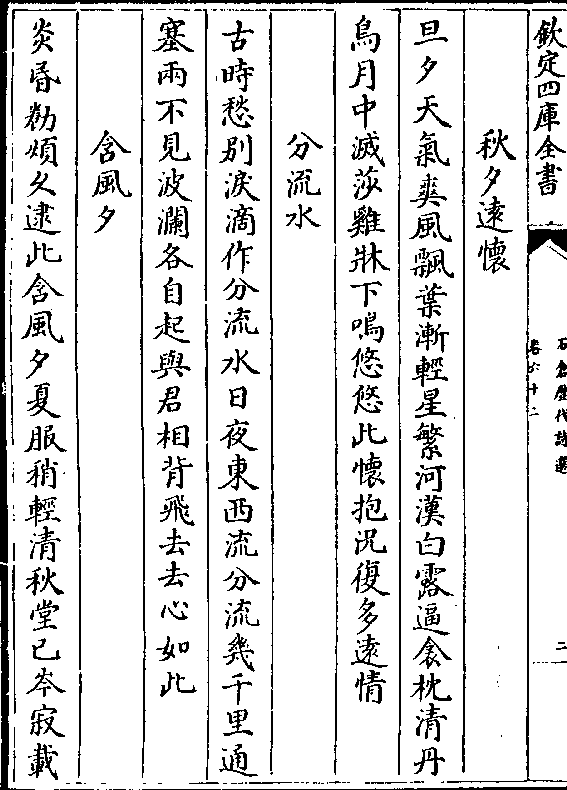 欽定四庫全書
石倉歷代詩選
卷六十二
二
秋夕遠懷
旦夕天氣爽風飄葉漸輕星繁河漢白露逼衾枕清丹
鳥月中滅莎雞牀下鳴悠悠此懷抱況復多遠情
分流水
古時愁別淚滴作分流水日夜東西流分流幾千里通
塞兩不見波瀾各自起與君相背飛去去心如此
含風夕
炎昏勌煩久逮此含風夕夏服稍輕清秋堂已岑寂載